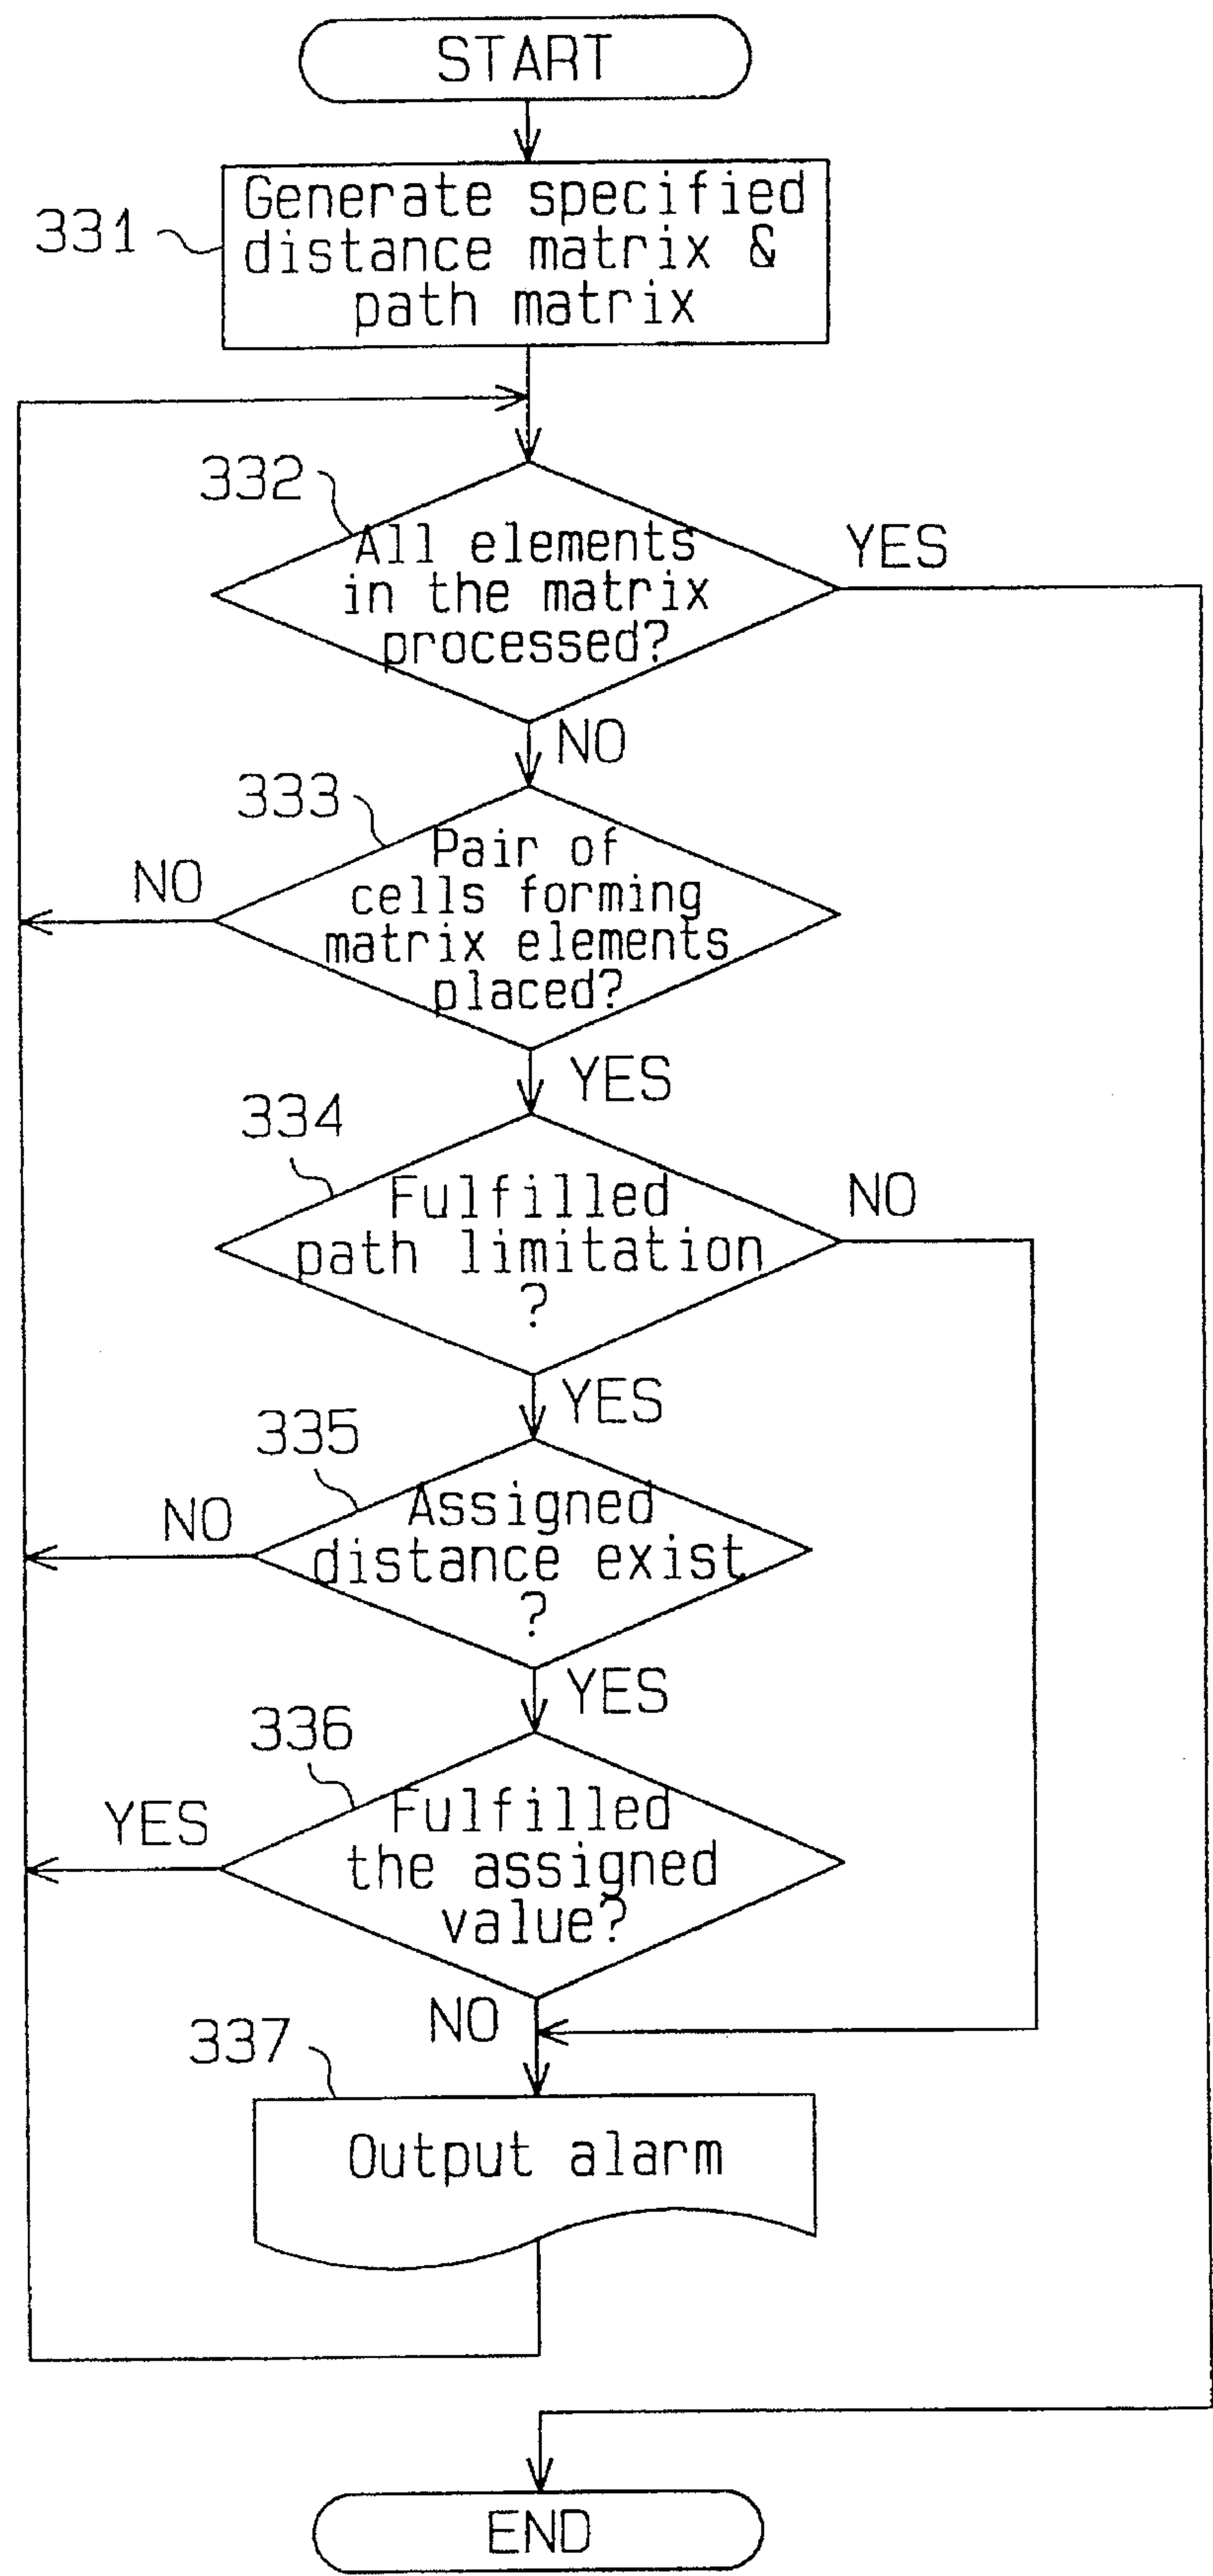 START
331
Generate specified
distance matrix &
path matrix
332
All elements
in the matrix
processed?
YES
NO
333
Pair of
cells forming
matrix elements
placed?
NO
YES
334
Fulfilled
path limitation
?
NO
YES
335
Assigned
distance exist
?
NO
YES
336
Fulfilled
the assigned
value?
YES
NO
337
Output alarm
END